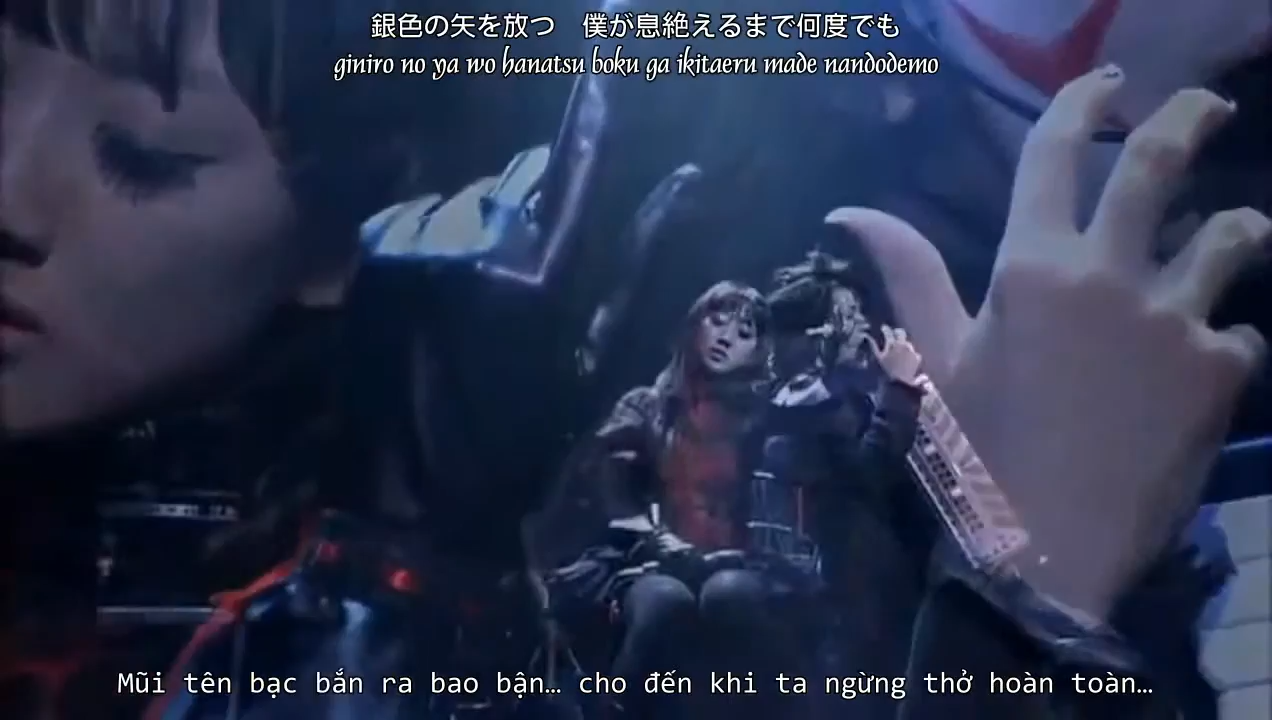 銀色の矢を放つ　僕が息絶えるまで何度でも
giniro no ya wo hanatsu boku ga ikitaeru made nandodemo
Mũi tên bạc bắn ra bao bận… cho đến khi ta ngừng thở hoàn toàn…